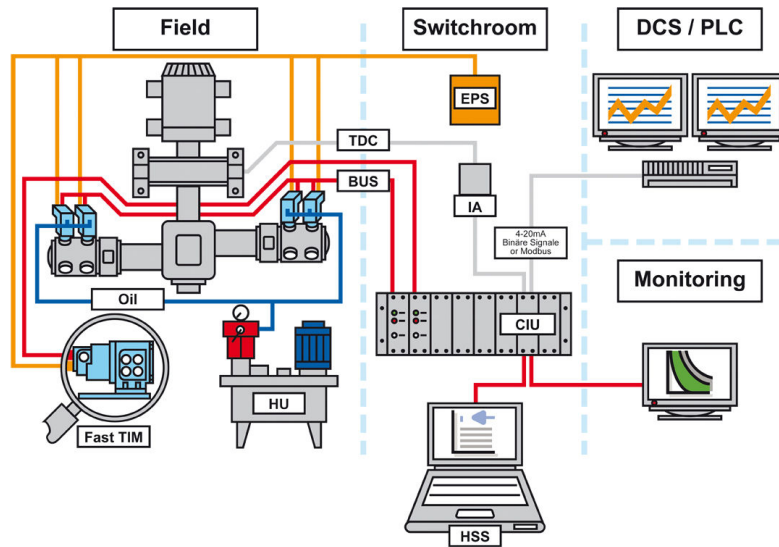 Field
Switchroom
DCS / PLC
EPS
TDC
BUS
IA
4-20mA
Binäre Signale
or Modbus
Monitoring
Oil
CIU
HU
Fast TIM
HSS